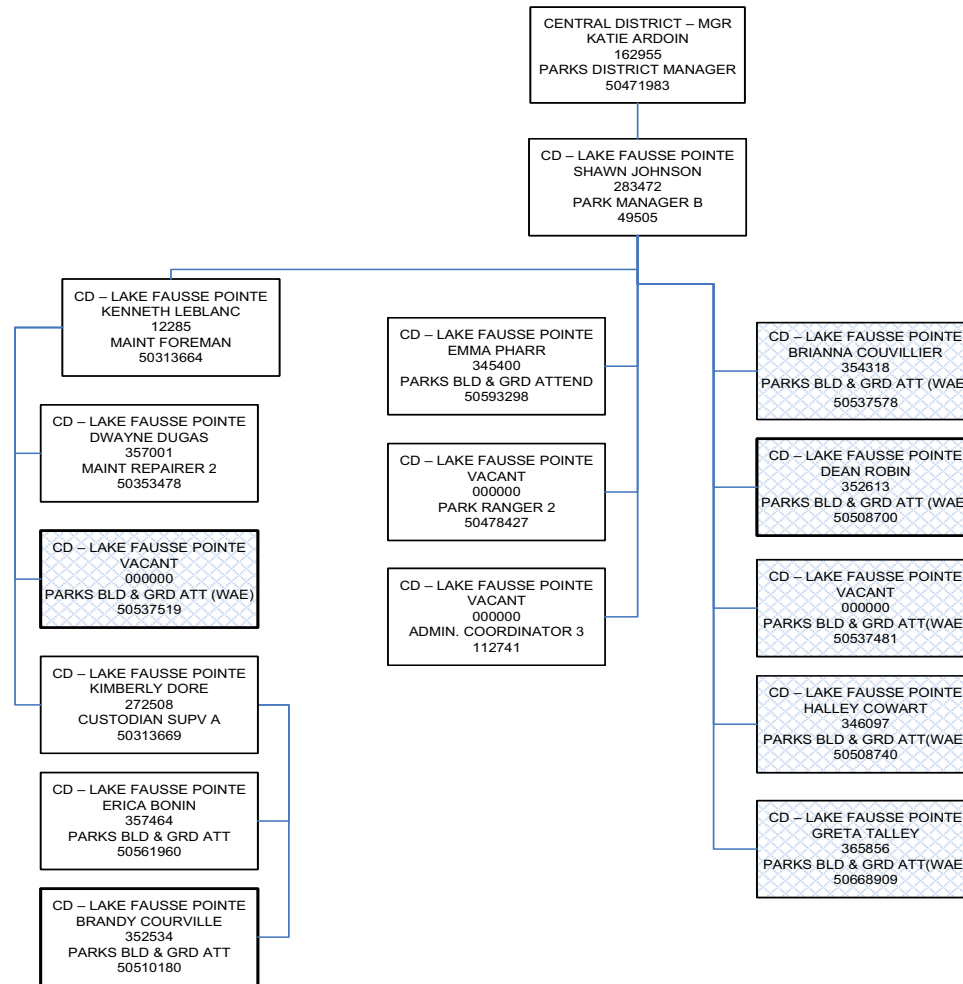 CENTRAL DISTRICT – MGR
KATIE ARDOIN
162955
PARKS DISTRICT MANAGER
50471983
CD – LAKE FAUSSE POINTE
SHAWN JOHNSON
283472
PARK MANAGER B
49505
CD – LAKE FAUSSE POINTE
KENNETH LEBLANC
12285
MAINT FOREMAN
50313664
CD – LAKE FAUSSE POINTE
DWAYNE DUGAS
357001
MAINT REPAIRER 2
50353478
CD – LAKE FAUSSE POINTE
VACANT
000000
PARKS BLD & GRD ATT (WAE)
50537519
CD – LAKE FAUSSE POINTE
KIMBERLY DORE
272508
CUSTODIAN SUPV A
50313669
CD – LAKE FAUSSE POINTE
ERICA BONIN
357464
PARKS BLD & GRD ATT
50561960
CD – LAKE FAUSSE POINTE
BRANDY COURVILLE
352534
PARKS BLD & GRD ATT
50510180
CD – LAKE FAUSSE POINTE
EMMA PHARR
345400
PARKS BLD & GRD ATTEND
50593298
CD – LAKE FAUSSE POINTE
VACANT
000000
PARK RANGER 2
50478427
CD – LAKE FAUSSE POINTE
VACANT
000000
ADMIN. COORDINATOR 3
112741
CD – LAKE FAUSSE POINTE
BRIANNA COUVILLIER
354318
PARKS BLD & GRD ATT (WAE
50537578
CD – LAKE FAUSSE POINTE
DEAN ROBIN
352613
PARKS BLD & GRD ATT (WAE
50508700
CD – LAKE FAUSSE POINTE
VACANT
000000
PARKS BLD & GRD ATT(WAE
50537481
CD – LAKE FAUSSE POINTE
HALLEY COWART
346097
PARKS BLD & GRD ATT(WAE
50508740
CD – LAKE FAUSSE POINTE
GRETA TALLEY
365856
PARKS BLD & GRD ATT(WAE
50668909